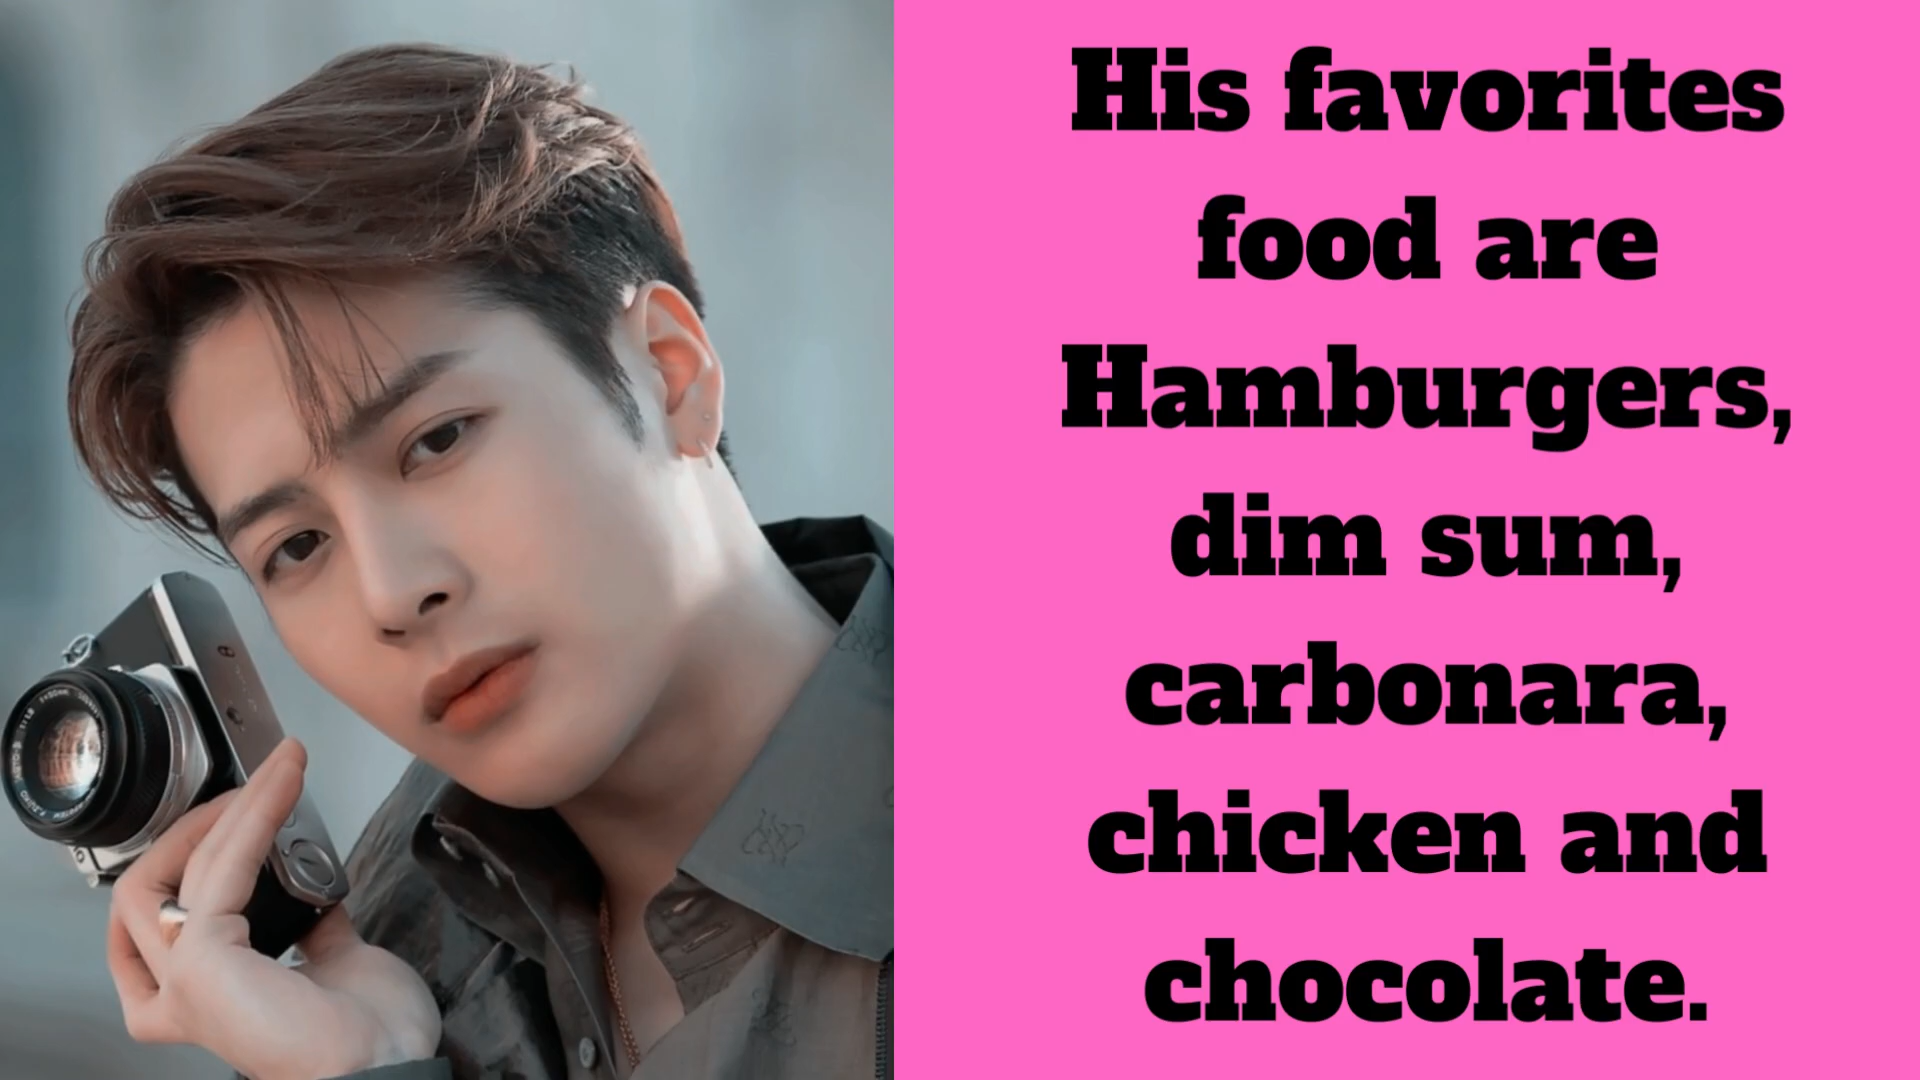 His favorites
food are
Hamburgers,
dim sum,
carbonara,
chicken and
chocolate.